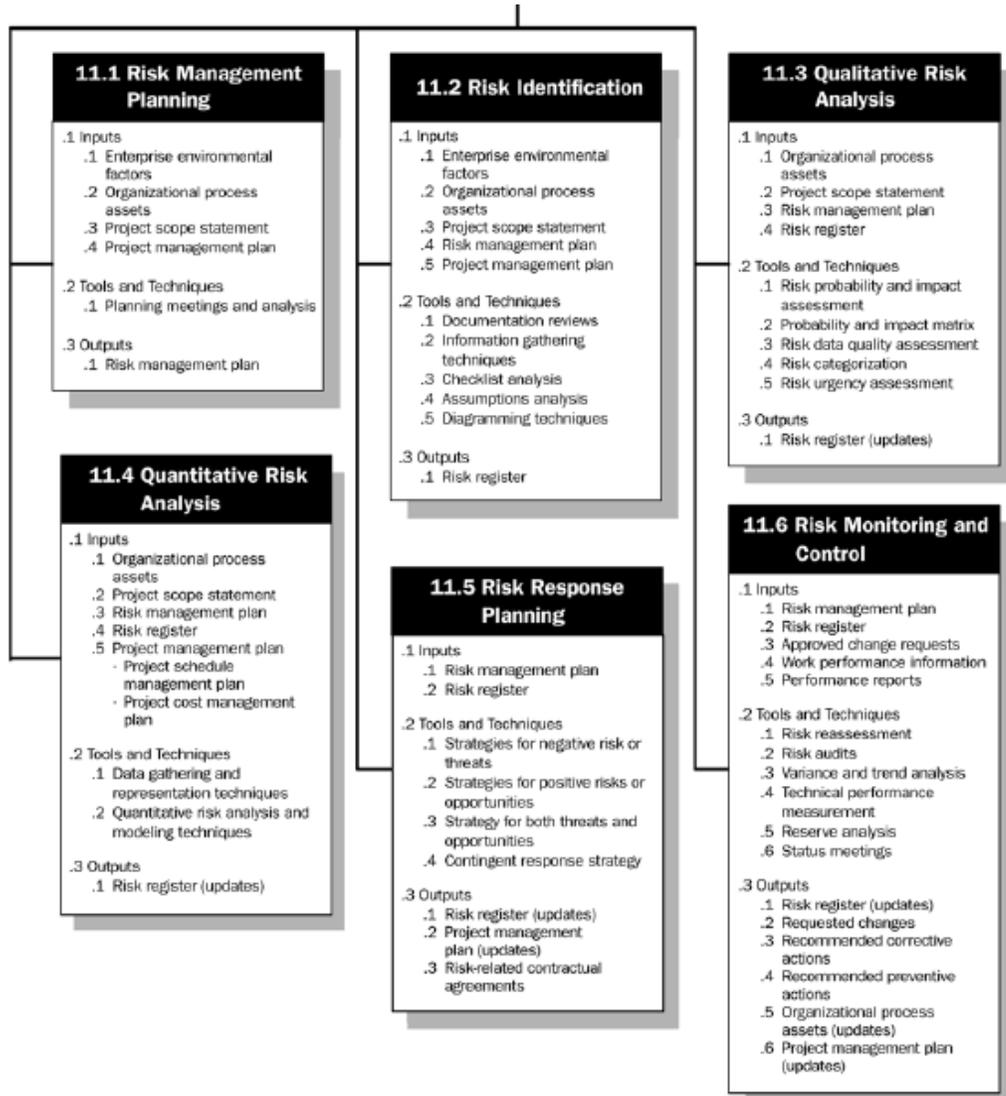 11.1 Risk Management
Planning
.1 Inputs
.1 Enterprise environmental
factors
.2 Organizational process
assets
.3 Project scope statement
.4 Project management plan
.2 Tools and Techniques
.1 Planning meetings and analysis
.3 Outputs
.1 Risk management plan
11.2 Risk Identification
.1 Inputs
.1 Enterprise environmental
factors
.2 Organizational process
assets
.3 Project scope statement
.4 Risk management plan
.5 Project management plan
.2 Tools and Techniques
.1 Documentation reviews
.2 Information gathering
techniques
.3 Checklist analysis
.4 Assumptions analysis
.5 Diagramming techniques
.3 Outputs
.1 Risk register
11.3 Qualitative Risk
Analysis
.1 Inputs
.1 Organizational process
assets
.2 Project scope statement
.3 Risk management plan
.4 Risk register
.2 Tools and Techniques
.1 Risk probability and impact
assessment
.2 Probability and impact matrix
.3 Risk data quality assessment
.4 Risk categorization
.5 Risk urgency assessment
.3 Outputs
.1 Risk register (updates)
11.4 Quantitative Risk
Analysis
.1 Inputs
.1 Organizational process
assets
.2 Project scope statement
.3 Risk management plan
.4 Risk register
.5 Project management plan
- Project schedule
management plan
- Project cost management
plan
.2 Tools and Techniques
.1 Data gathering and
representation techniques
.2 Quantitative risk analysis and
modeling techniques
.3 Outputs
.1 Risk register (updates)
11.5 Risk Response
Planning
.1 Inputs
.1 Risk management plan
.2 Risk register
.2 Tools and Techniques
.1 Strategies for negative risk or
threats
.2 Strategies for positive risks or
opportunities
.3 Strategy for both threats and
opportunities
.4 Contingent response strategy
.3 Outputs
.1 Risk register (updates)
.2 Project management
plan (updates)
.3 Risk-related contractual
agreements
11.6 Risk Monitoring and
Control
.1 Inputs
.1 Risk management plan
.2 Risk register
.3 Approved change requests
.4 Work performance information
.5 Performance reports
.2 Tools and Techniques
.1 Risk reassessment
.2 Risk audits
.3 Variance and trend analysis
.4 Technical performance
measurement
.5 Reserve analysis
.6 Status meetings
.3 Outputs
.1 Risk register (updates)
.2 Requested changes
.3 Recommended corrective
actions
.4 Recommended preventive
actions
.5 Organizational process
assets (updates)
.6 Project management plan
(updates)